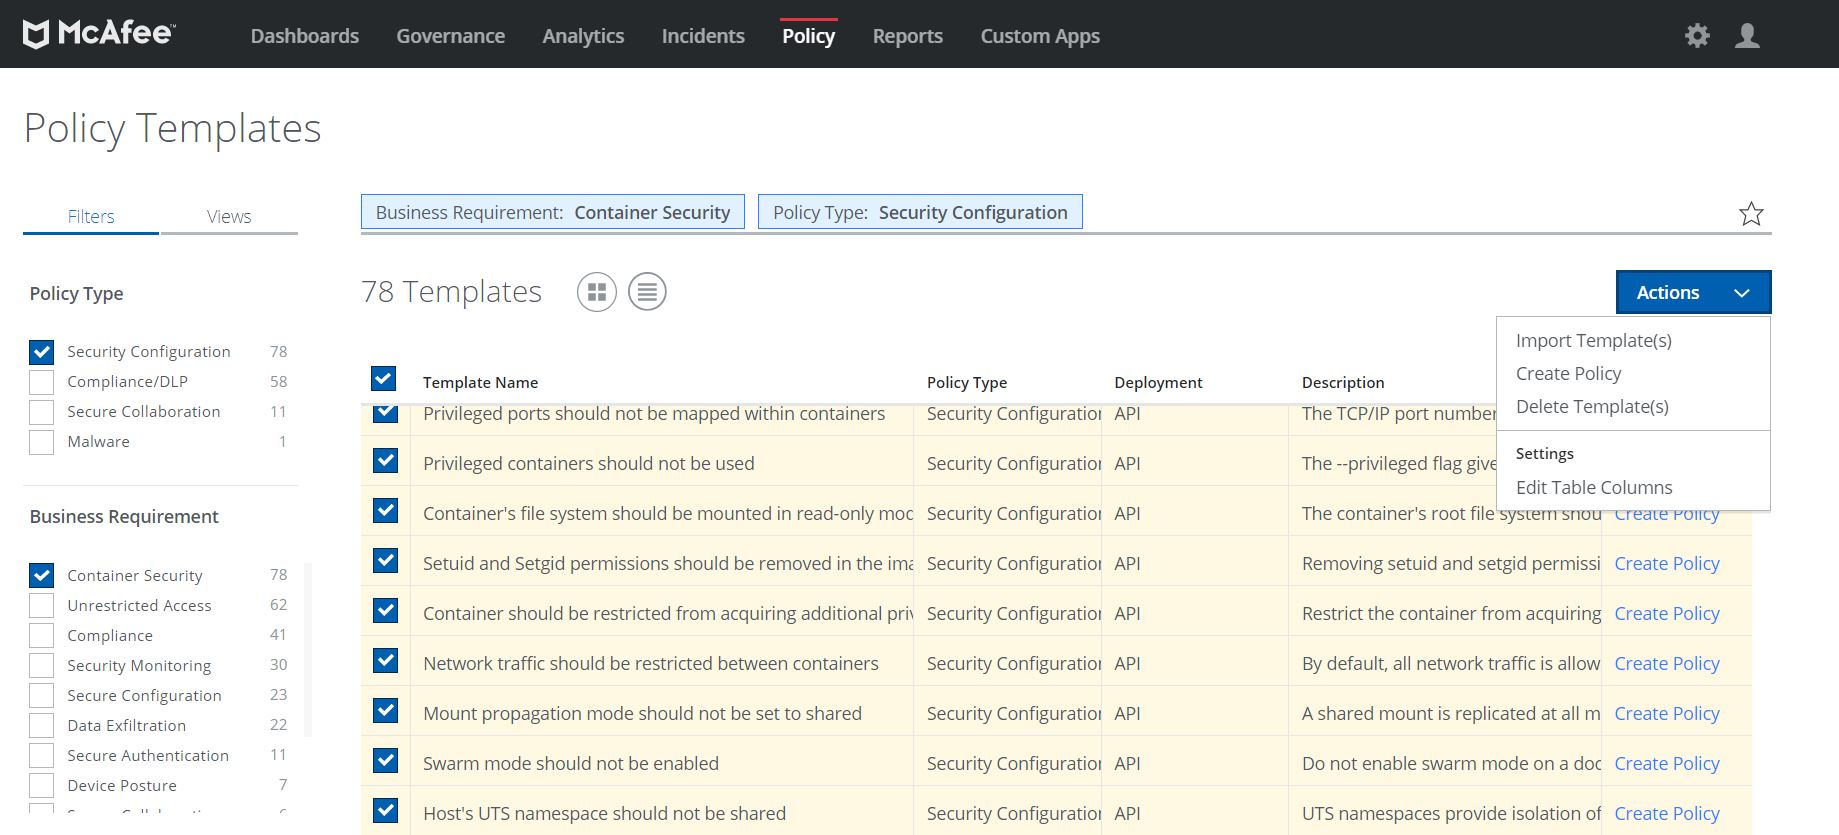 McAfee™
Dashboards Governance Analytics Incidents Policy Reports Custom Apps
Policy Templates
Filters Views
Business Requirement: Container Security Policy Type: Security Configuration
Policy Type
Security Configuration 78
Compliance/DLP 58
Secure Collaboration 11
Malware 1
Business Requirement
Container Security 78
Unrestricted Access 62
Compliance 41
Security Monitoring 30
Secure Configuration 23
Data Exfiltration 22
Secure Authentication 11
Device Posture 7
78 Templates
Actions
Import Template(s)
Create Policy
Delete Template(s)
Settings
Edit Table Columns
Template Name Policy Type Deployment Description
Privileged ports should not be mapped within containers Security Configuration API The TCP/IP port number
Privileged containers should not be used Security Configuration API The --privileged flag give
Container's file system should be mounted in read-only mod Security Configuration API The container's root file system shou Create Policy
Setuid and Setgid permissions should be removed in the ima Security Configuration API Removing setuid and setgid permissi Create Policy
Container should be restricted from acquiring additional priv Security Configuration API Restrict the container from acquiring Create Policy
Network traffic should be restricted between containers Security Configuration API By default, all network traffic is allow Create Policy
Mount propagation mode should not be set to shared Security Configuration API A shared mount is replicated at all m Create Policy
Swarm mode should not be enabled Security Configuration API Do not enable swarm mode on a doc Create Policy
Host's UTS namespace should not be shared Security Configuration API UTS namespaces provide isolation of Create Policy